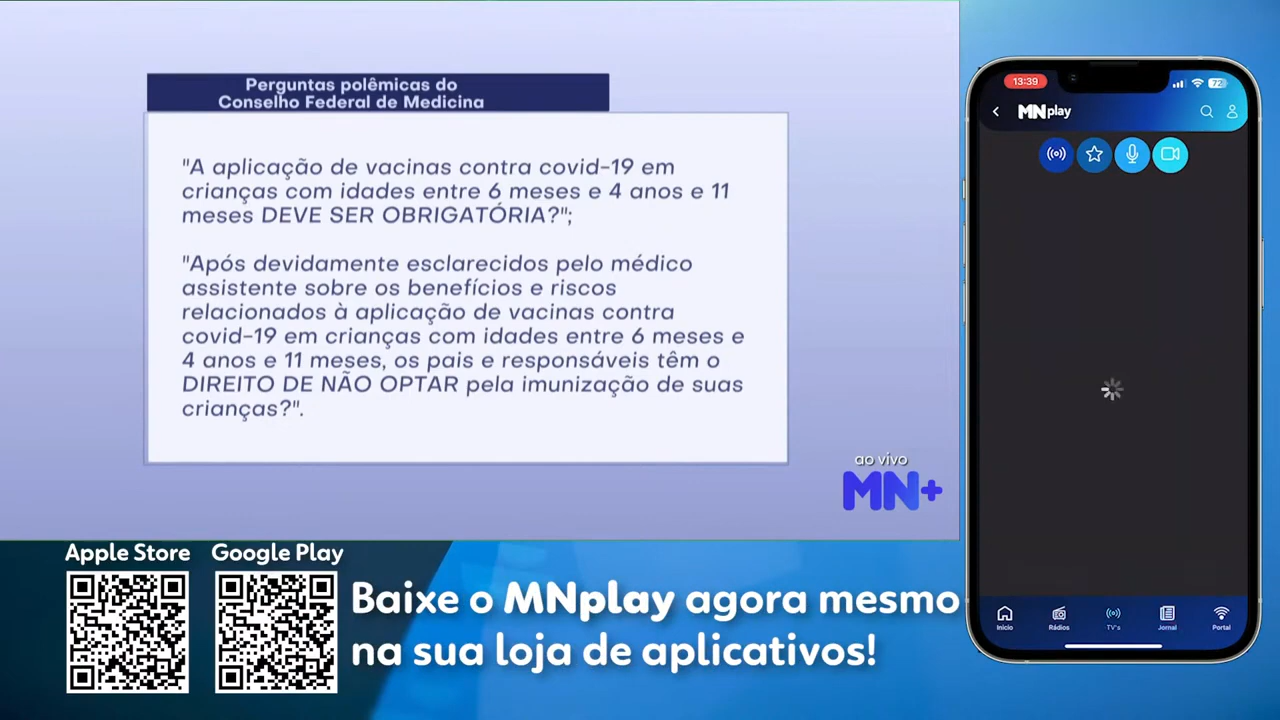 Perguntas polêmicas do
Conselho Federal de Medicina
"A aplicação de vacinas contra covid-19 em
crianças com idades entre 6 meses e 4 anos e 11
meses DEVE SER OBRIGATÓRIA?";
"Após devidamente esclarecidos pelo médico
assistente sobre os benefícios e riscos
relacionados à aplicação de vacinas contra
covid-19 em crianças com idades entre 6 meses e
4 anos e 11 meses, os pais e responsáveis têm o
DIREITO DE NÃO OPTAR pela imunização de suas
crianças?".
ao vivo
MN+
Apple Store
Google Play
Baixe o MNplay agora mesmo
na sua loja de aplicativos!
13:39
72
MNplay
Início
Rádios
TV's
Jornal
Portal